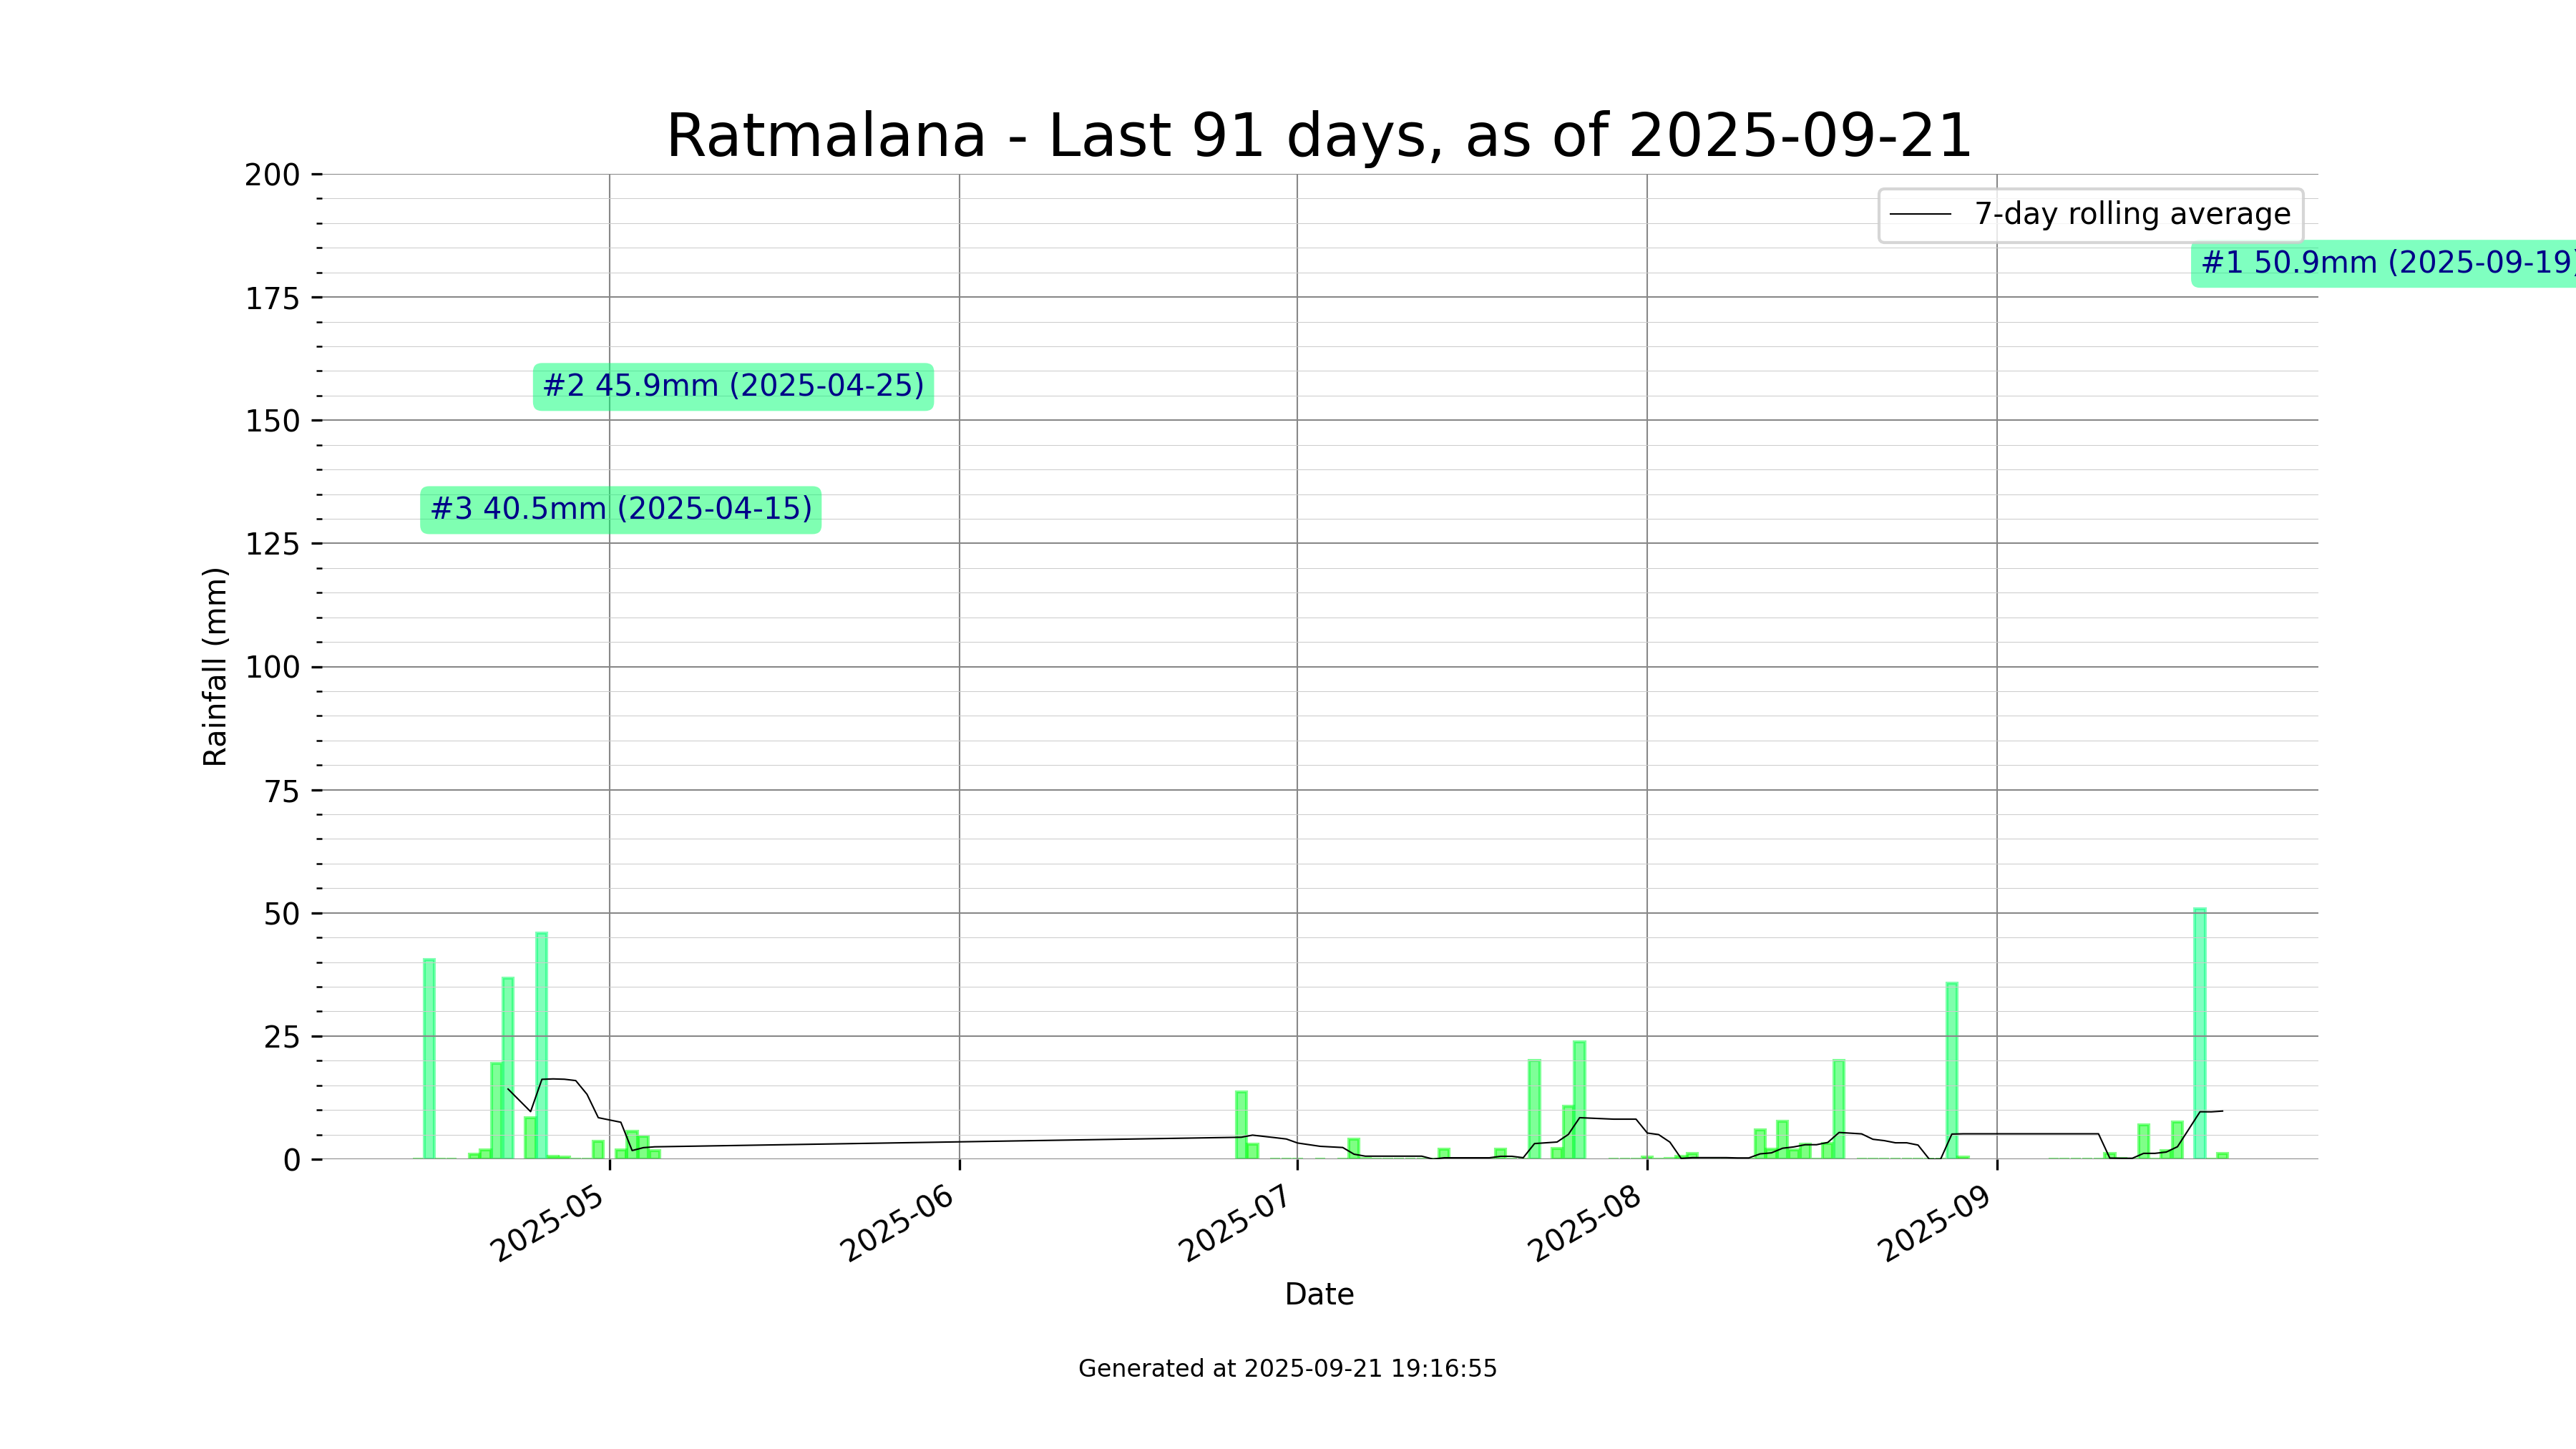 Ratmalana - Last 91 days, as of 2025-09-21
200
175
150
125
100
75
50
25
0
Rainfall (mm)
7-day rolling average
#1 50.9mm (2025-09-19)
#2 45.9mm (2025-04-25)
#3 40.5mm (2025-04-15)
2025-05
2025-06
2025-07
2025-08
2025-09
Date
Generated at 2025-09-21 19:16:55